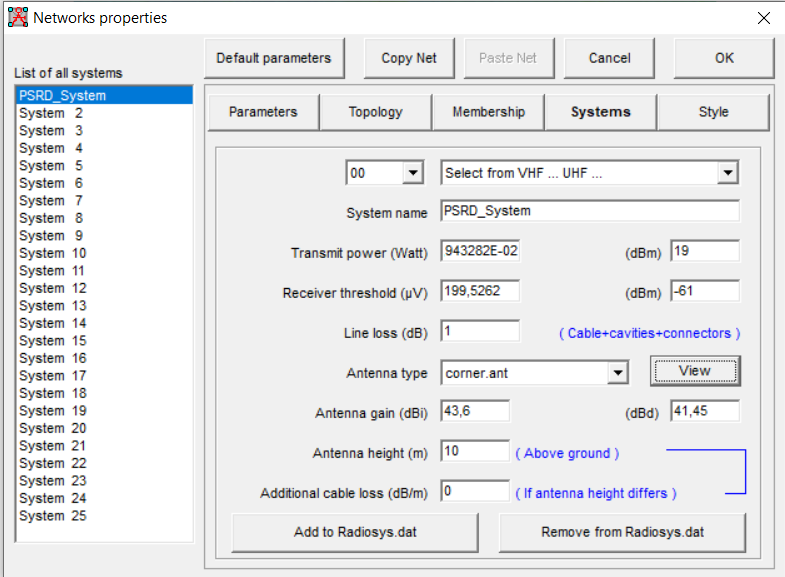 Networks properties
Default parameters
Copy Net
Paste Net
Cancel
OK
List of all systems
PSRD_System
System 2
System 3
System 4
System 5
System 6
System 7
System 8
System 9
System 10
System 11
System 12
System 13
System 14
System 15
System 16
System 17
System 18
System 19
System 20
System 21
System 22
System 23
System 24
System 25
Parameters
Topology
Membership
Systems
Style
00
Select from VHF ... UHF ...
System name PSRD_System
Transmit power (Watt) 943282E-02 (dBm) 19
Receiver threshold (µV) 199,5262 (dBm) -61
Line loss (dB) 1 ( Cable+cavities+connectors )
Antenna type corner.ant View
Antenna gain (dBi) 43,6 (dBd) 41,45
Antenna height (m) 10 ( Above ground )
Additional cable loss (dB/m) 0 ( If antenna height differs )
Add to Radiosys.dat
Remove from Radiosys.dat